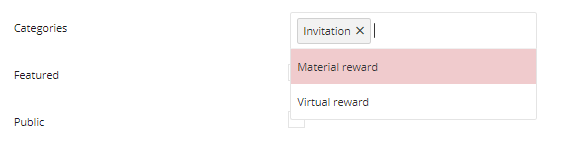 Categories
Invitation ✕
Material reward
Featured
Virtual reward
Public